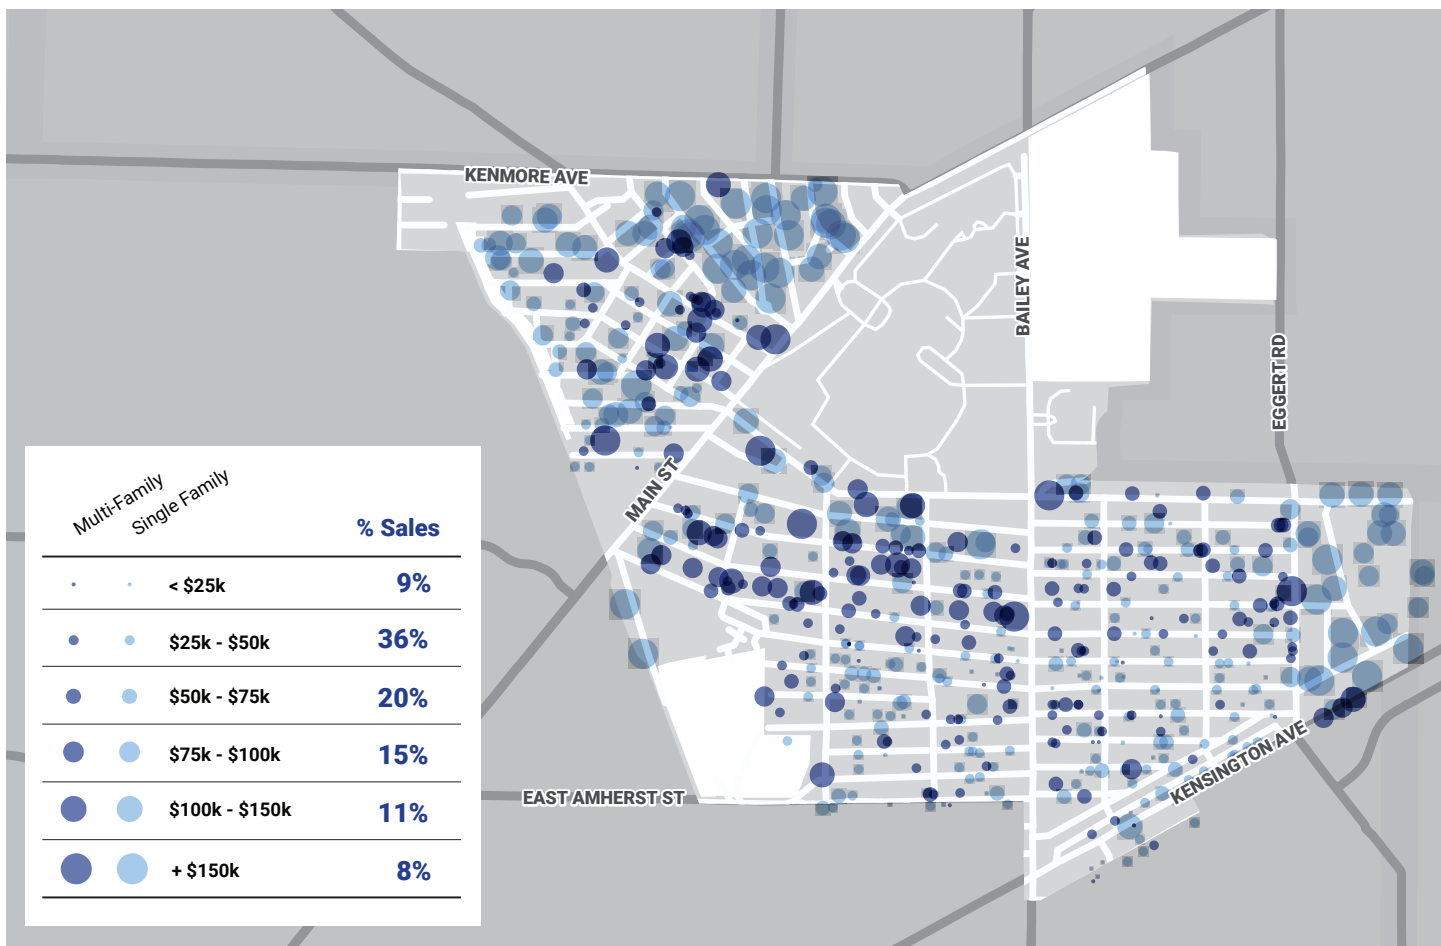 KENMORE AVE
BAILEY AVE
EGGERT RD
MAIN ST
EAST AMHERST ST
KENSINGTON AVE
Multi-Family
Single Family
% Sales
< $25k 9%
$25k - $50k 36%
$50k - $75k 20%
$75k - $100k 15%
$100k - $150k 11%
+ $150k 8%